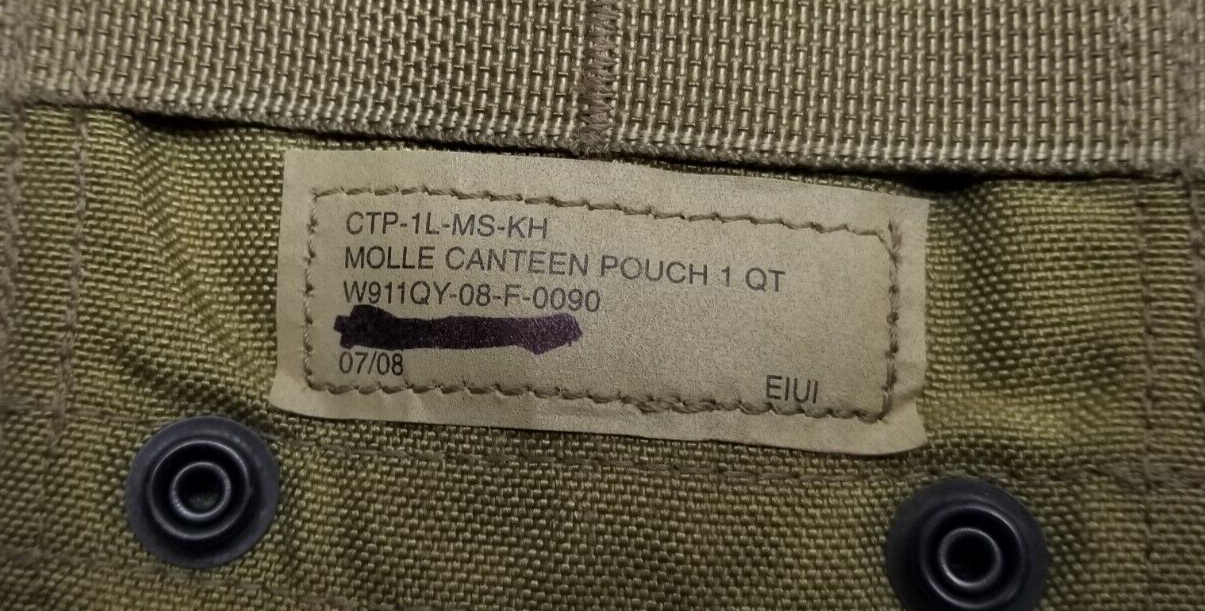 CTP-1L-MS-KH
MOLLE CANTEEN POUCH 1 QT
W911QY-08-F-0090
07/08
EIUI